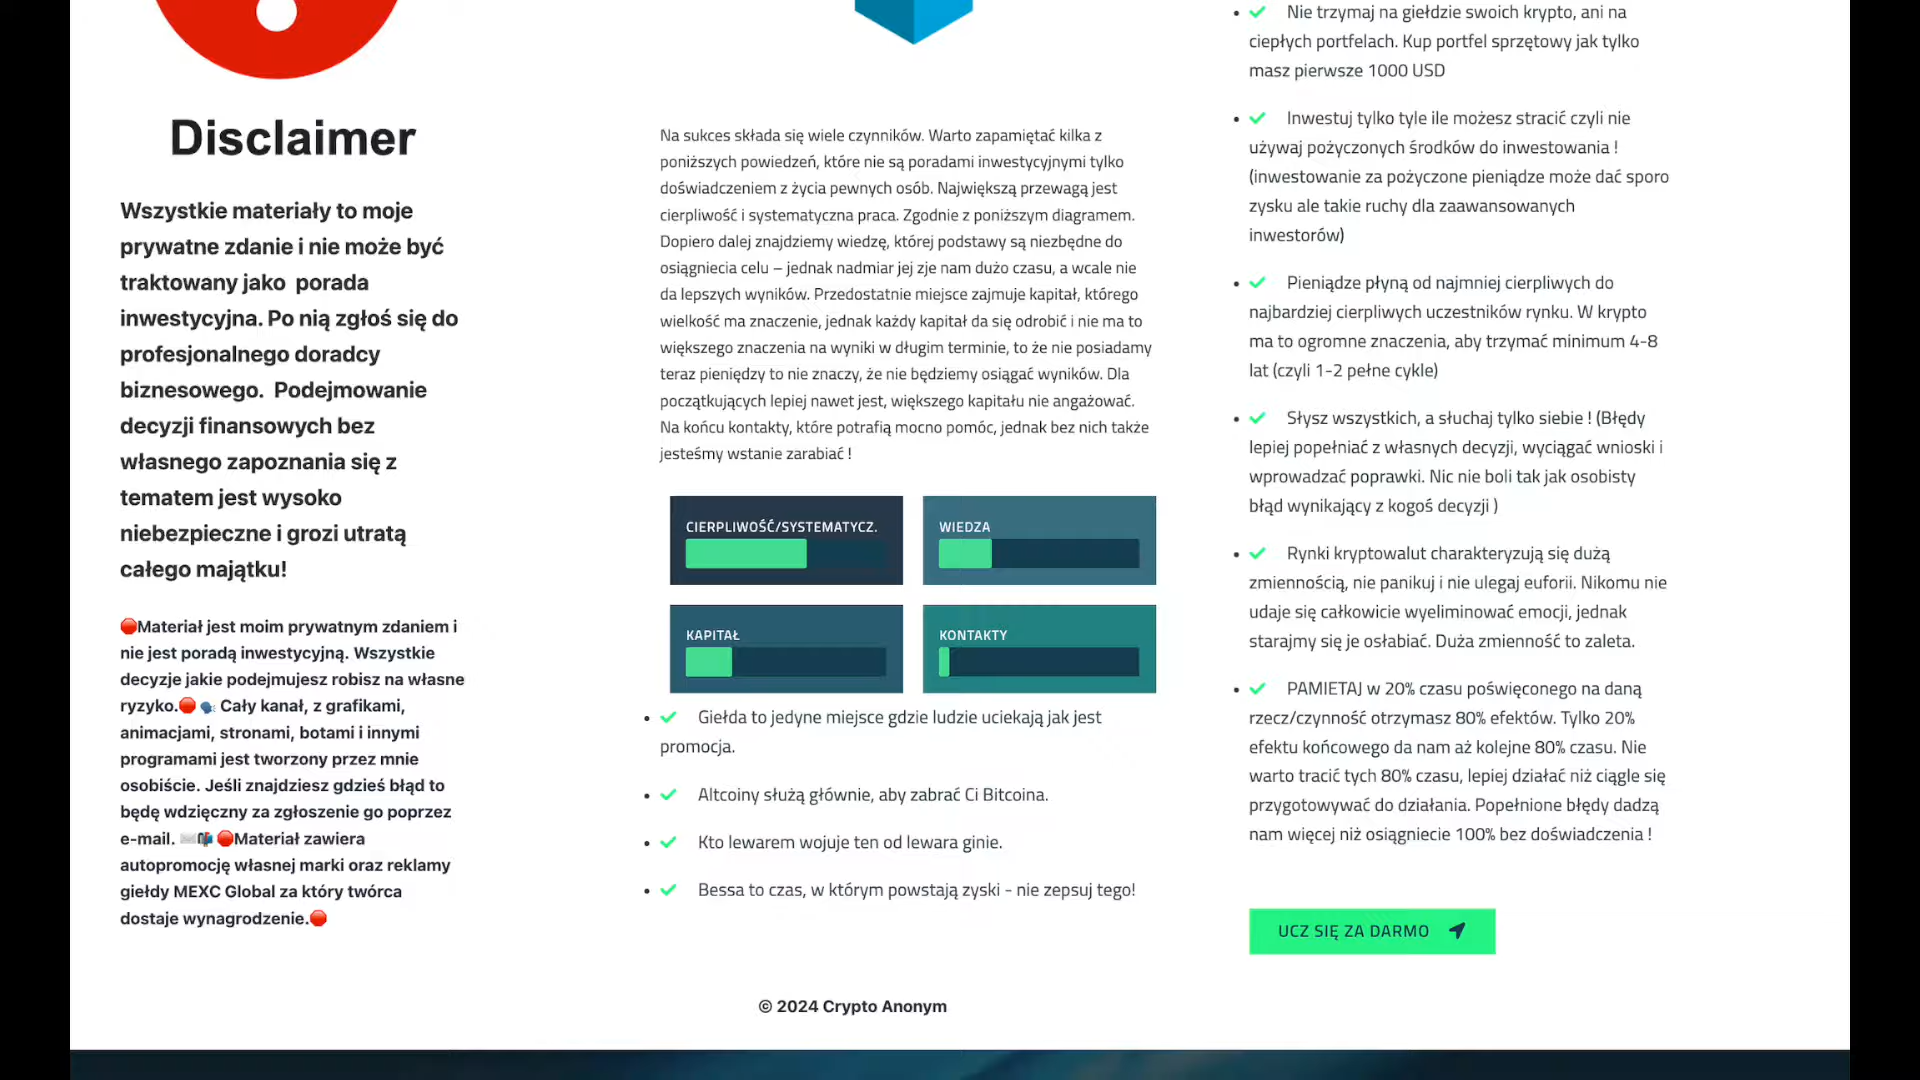 Disclaimer
Wszystkie materiały to moje
prywatne zdanie i nie może być
traktowany jako  porada
inwestycyjna. Po nią zgłoś się do
profesjonalnego doradcy
biznesowego.  Podejmowanie
decyzji finansowych bez
własnego zapoznania się z
tematem jest wysoko
niebezpieczne i grozi utratą
całego majątku!
🛑Materiał jest moim prywatnym zdaniem i
nie jest poradą inwestycyjną. Wszystkie
decyzje jakie podejmujesz robisz na własne
ryzyko.🛑🗣️ Cały kanał, z grafikami,
animacjami, stronami, botami i innymi
programami jest tworzony przez mnie
osobiście. Jeśli znajdziesz gdzieś błąd to
będę wdzięczny za zgłoszenie go poprzez
e-mail. ✉️📬 🛑Materiał zawiera
autopromocję własnej marki oraz reklamy
giełdy MEXC Global za który twórca
dostaje wynagrodzenie.🛑
Na sukces składa się wiele czynników. Warto zapamiętać kilka z
poniższych powiedzeń, które nie są poradami inwestycyjnymi tylko
doświadczeniem z życia pewnych osób. Największą przewagą jest
cierpliwość i systematyczna praca. Zgodnie z poniższym diagramem.
Dopiero dalej znajdziemy wiedzę, której podstawy są niezbędne do
osiągniecia celu – jednak nadmiar jej zje nam dużo czasu, a wcale nie
da lepszych wyników. Przedostatnie miejsce zajmuje kapitał, którego
wielkość ma znaczenie, jednak każdy kapitał da się odrobić i nie ma to
większego znaczenia na wyniki w długim terminie, to że nie posiadamy
teraz pieniędzy to nie znaczy, że nie będziemy osiągać wyników. Dla
początkujących lepiej nawet jest, większego kapitału nie angażować.
Na końcu kontakty, które potrafią mocno pomóc, jednak bez nich także
jesteśmy wstanie zarabiać !
CIERPLIWOŚĆ/SYSTEMATYCZ.
WIEDZA
KAPITAŁ
KONTAKTY
Giełda to jedyne miejsce gdzie ludzie uciekają jak jest
promocja.
Altcoiny służą głównie, aby zabrać Ci Bitcoina.
Kto lewarem wojuje ten od lewara ginie.
Bessa to czas, w którym powstają zyski - nie zepsuj tego!
Nie trzymaj na giełdzie swoich krypto, ani na
ciepłych portfelach. Kup portfel sprzętowy jak tylko
masz pierwsze 1000 USD
Inwestuj tylko tyle ile możesz stracić czyli nie
używaj pożyczonych środków do inwestowania !
(inwestowanie za pożyczone pieniądze może dać sporo
zysku ale takie ruchy dla zaawansowanych
inwestorów)
Pieniądze płyną od najmniej cierpliwych do
najbardziej cierpliwych uczestników rynku. W krypto
ma to ogromne znaczenia, aby trzymać minimum 4-8
lat (czyli 1-2 pełne cykle)
Słysz wszystkich, a słuchaj tylko siebie ! (Błędy
lepiej popełniać z własnych decyzji, wyciągać wnioski i
wprowadzać poprawki. Nic nie boli tak jak osobisty
błąd wynikający z kogoś decyzji )
Rynki kryptowalut charakteryzują się dużą
zmiennością, nie panikuj i nie ulegaj euforii. Nikomu nie
udaje się całkowicie wyeliminować emocji, jednak
starajmy się je osłabiać. Duża zmienność to zaleta.
PAMIETAJ w 20% czasu poświęconego na daną
rzecz/czynność otrzymasz 80% efektów. Tylko 20%
efektu końcowego da nam aż kolejne 80% czasu. Nie
warto tracić tych 80% czasu, lepiej działać niż ciągle się
przygotowywać do działania. Popełnione błędy dadzą
nam więcej niż osiągniecie 100% bez doświadczenia !
UCZ SIĘ ZA DARMO
© 2024 Crypto Anonym